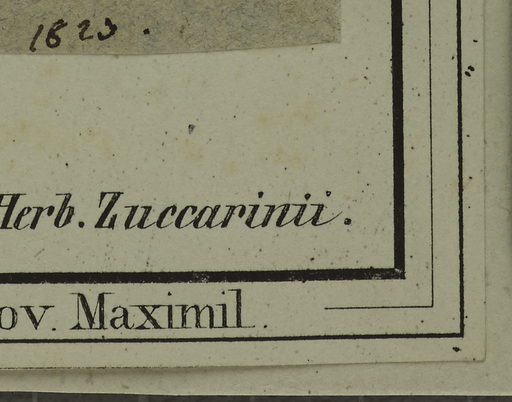 1823.
Herb. Zuccarinii.
ov. Maximil.